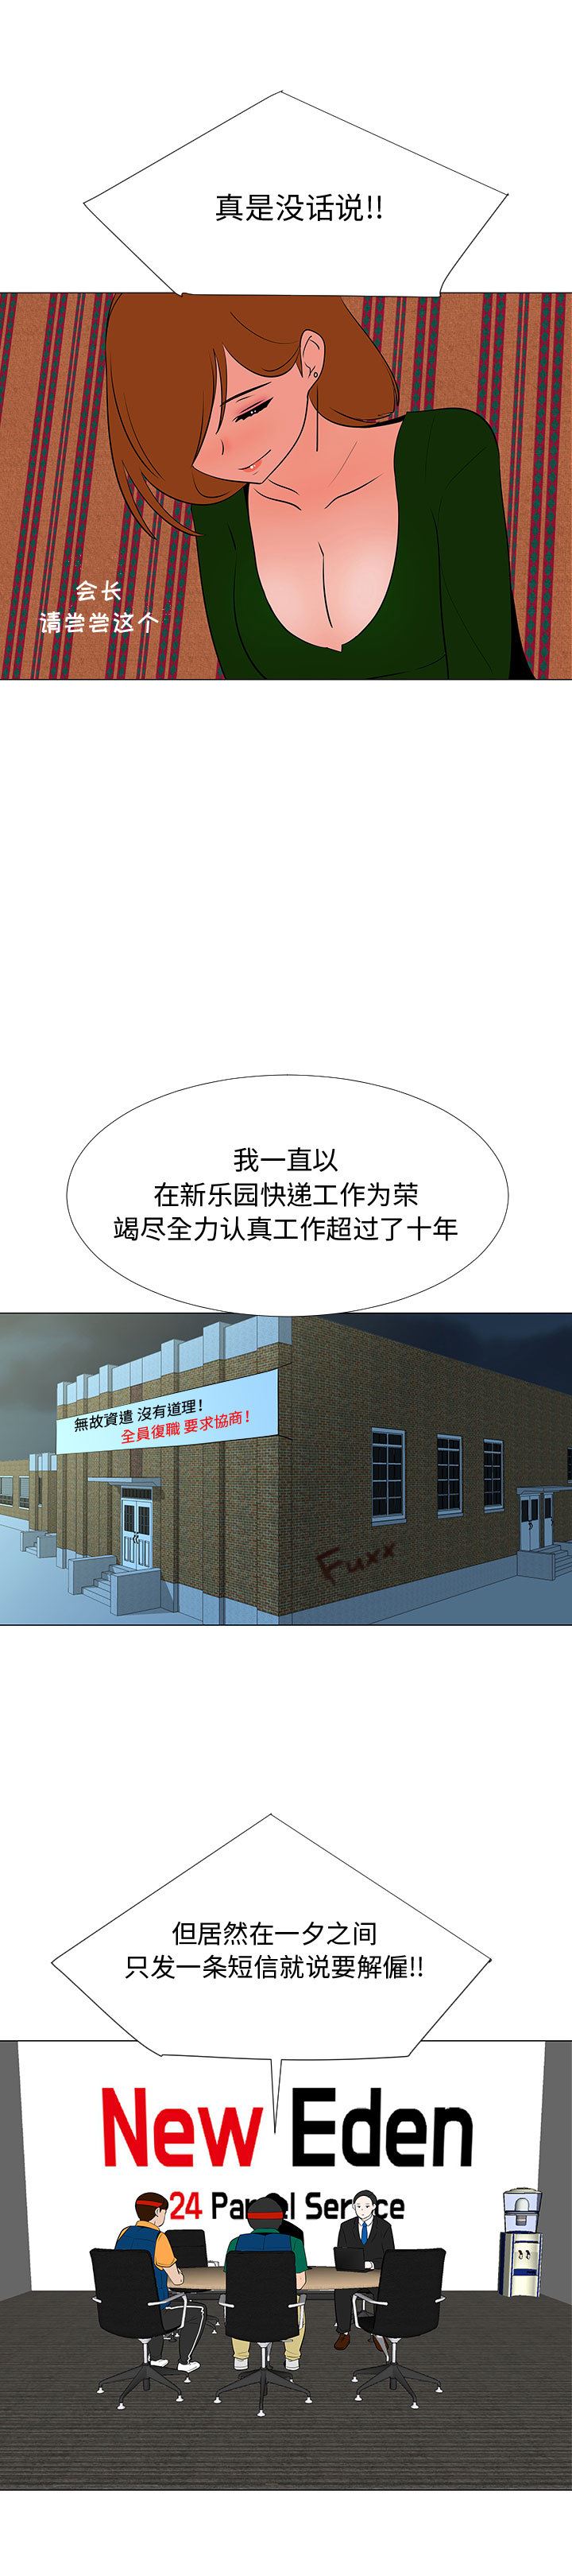 真是没话说!!
会长
请尝尝这个
我一直以
在新乐园快递工作为荣
竭尽全力认真工作超过了十年
無故資遣 沒有道理!
全員復職 要求協商!
Fuxx
但居然在一夕之间
只发一条短信就说要解僱!!
New Eden
24 Parcel Service